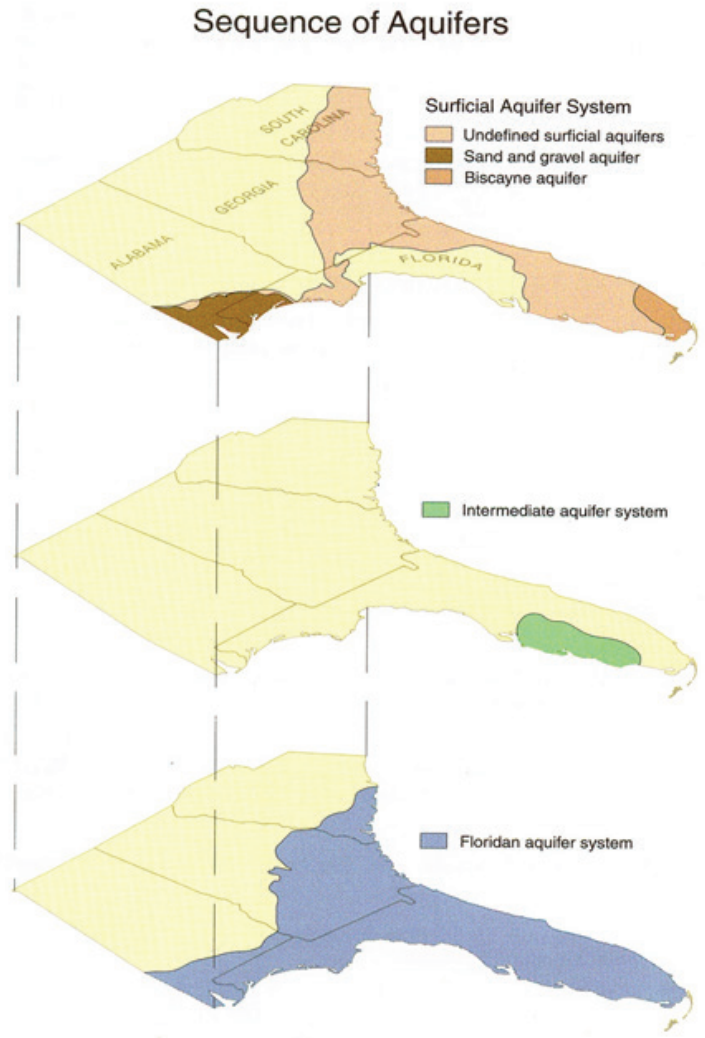 Sequence of Aquifers
Surficial Aquifer System
Undefined surficial aquifers
Sand and gravel aquifer
Biscayne aquifer
SOUTH
CAROLINA
GEORGIA
ALABAMA
FLORIDA
Intermediate aquifer system
Floridan aquifer system